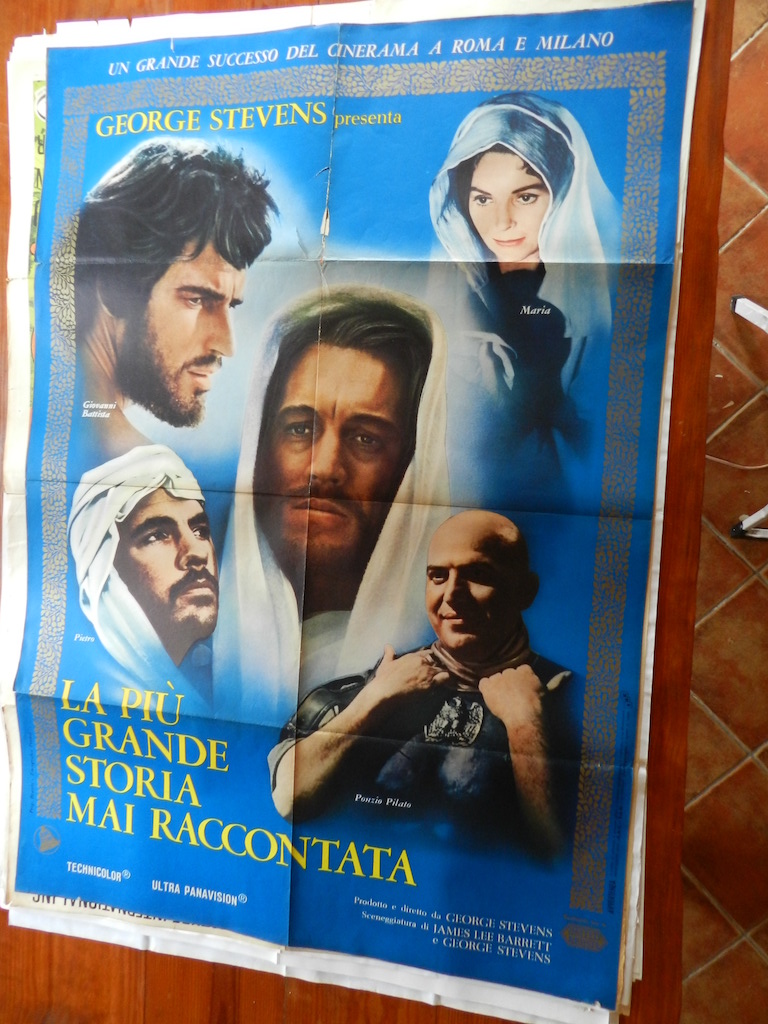 UN GRANDE SUCCESSO DEL CINERAMA A ROMA E MILANO
GEORGE STEVENS presenta
Maria
Giovanni
Battista
Pietro
Ponzio Pilato
LA PIÙ
GRANDE
STORIA
MAI RACCONTATA
TECHNICOLOR®
ULTRA PANAVISION®
Prodotto e diretto da GEORGE STEVENS
Sceneggiatura di JAMES LEE BARRETT
e GEORGE STEVENS